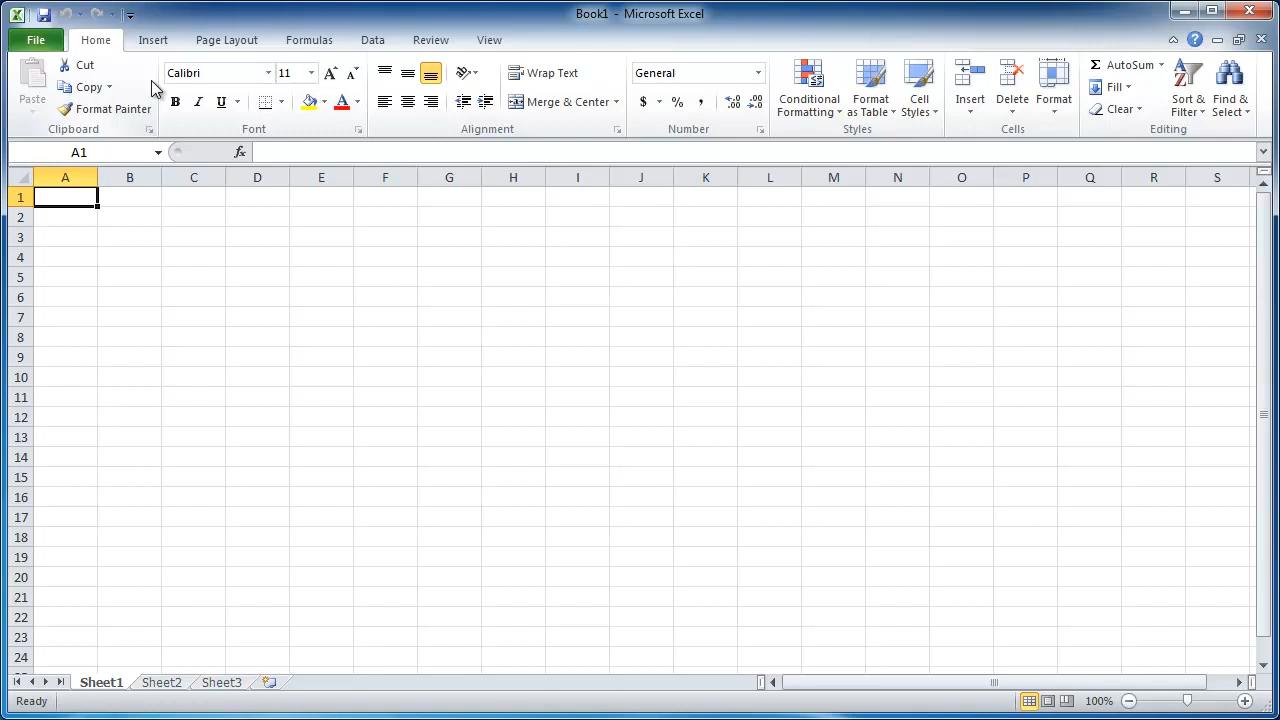 Book1 - Microsoft Excel
File Home Insert Page Layout Formulas Data Review View
Paste
Cut
Copy
Format Painter
Clipboard
Calibri 11
B I U A
Font
Wrap Text
Merge & Center
Alignment
General
$ % ,
Number
Conditional Formatting
Format as Table
Cell Styles
Styles
Insert
Delete
Format
Cells
Σ AutoSum
Fill
Clear
Sort & Filter
Find & Select
Editing
A1 fx
A B C D E F G H I J K L M N O P Q R S
1
2
3
4
5
6
7
8
9
10
11
12
13
14
15
16
17
18
19
20
21
22
23
24
Sheet1 Sheet2 Sheet3
Ready 100%